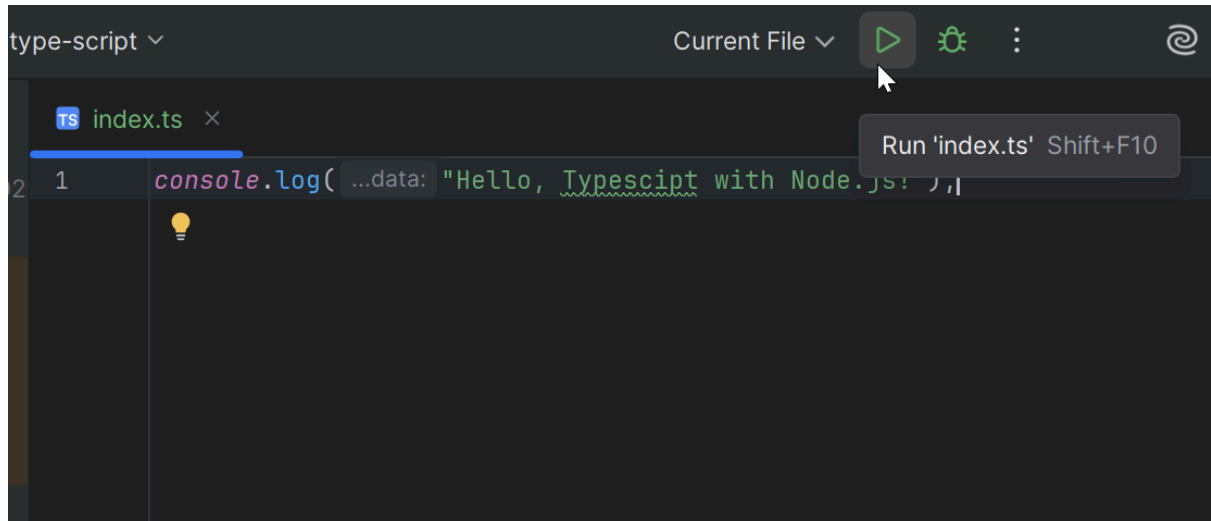 type-script
Current File
TS index.ts ×
Run 'index.ts' Shift+F10
1 console.log( ...data: "Hello, Typescipt with Node.js!"),